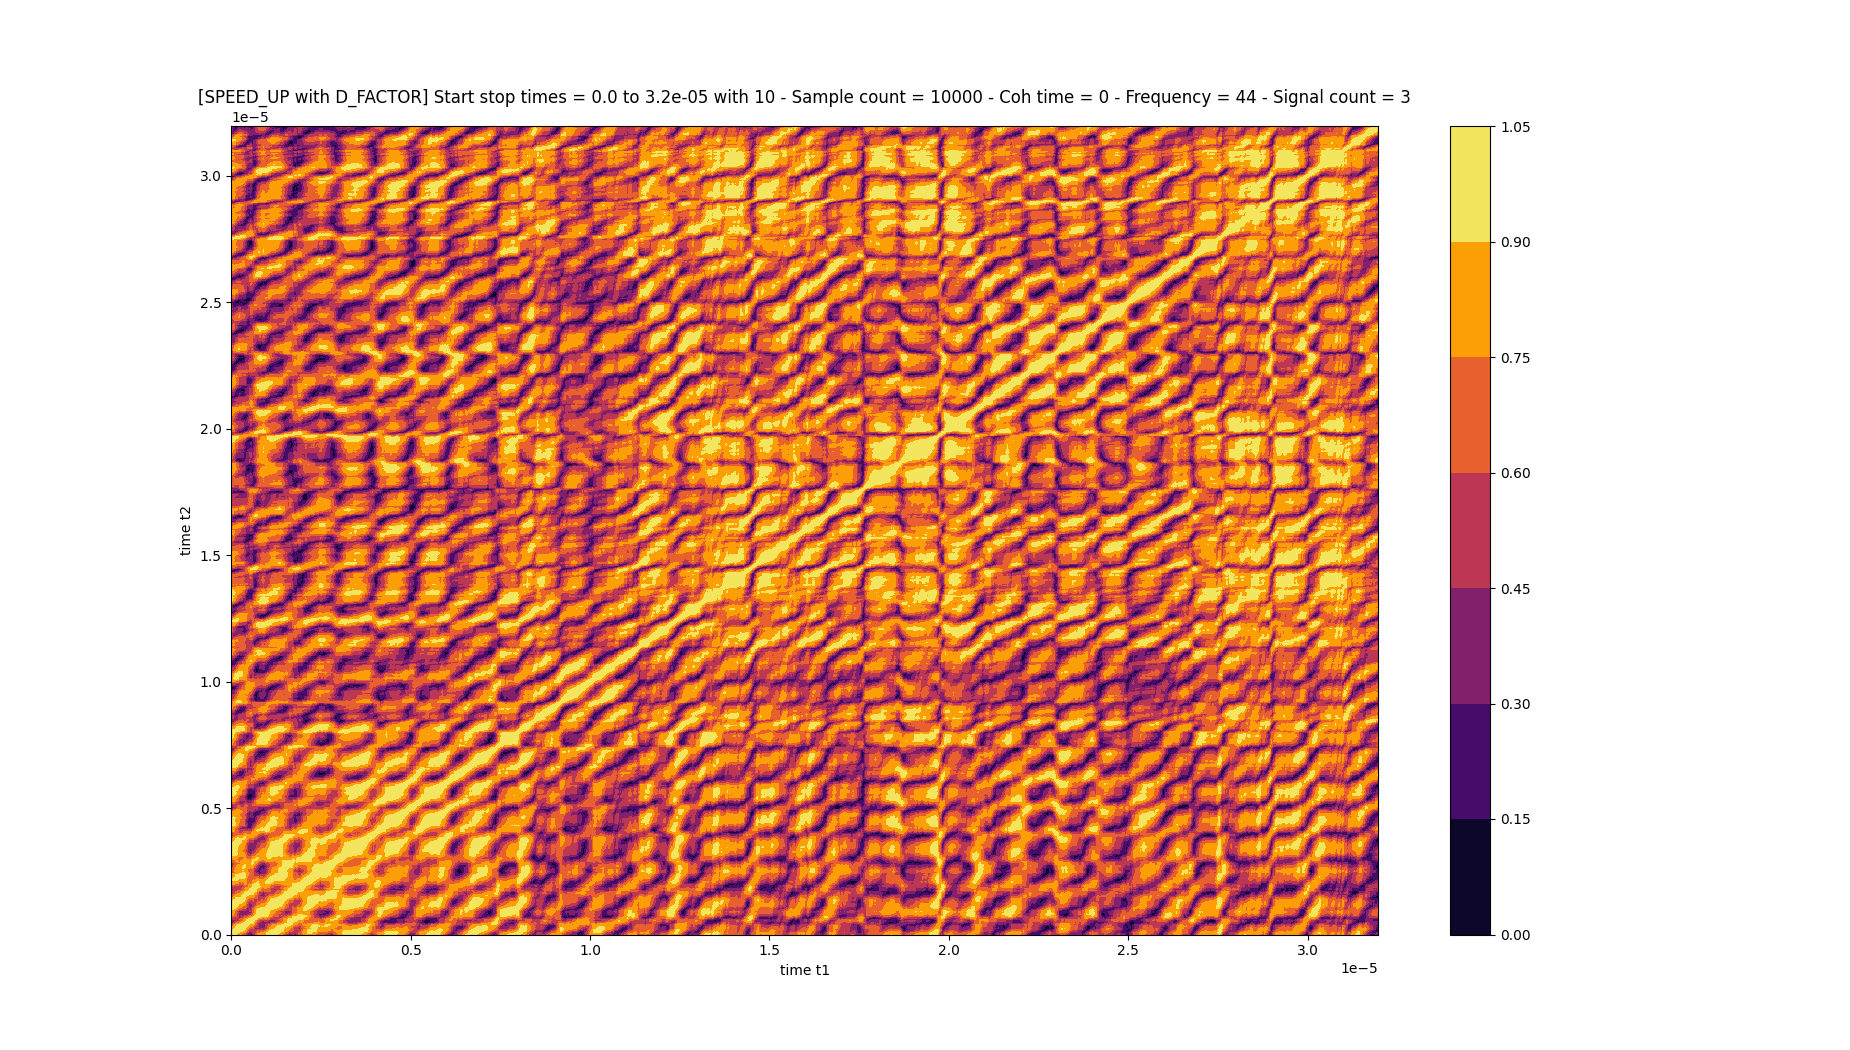 [SPEED_UP with D_FACTOR] Start stop times = 0.0 to 3.2e-05 with 10 - Sample count = 10000 - Coh time = 0 - Frequency = 44 - Signal count = 3
1e−5
3.0
2.5
2.0
1.5
1.0
0.5
0.0
time t2
0.0 0.5 1.0 1.5 2.0 2.5 3.0
time t1
1e−5
1.05
0.90
0.75
0.60
0.45
0.30
0.15
0.00